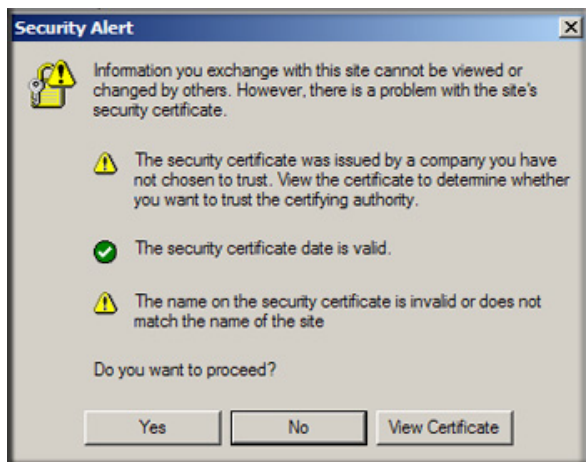 Security Alert
Information you exchange with this site cannot be viewed or
changed by others. However, there is a problem with the site's
security certificate.
The security certificate was issued by a company you have
not chosen to trust. View the certificate to determine whether
you want to trust the certifying authority.
The security certificate date is valid.
The name on the security certificate is invalid or does not
match the name of the site
Do you want to proceed?
Yes No View Certificate